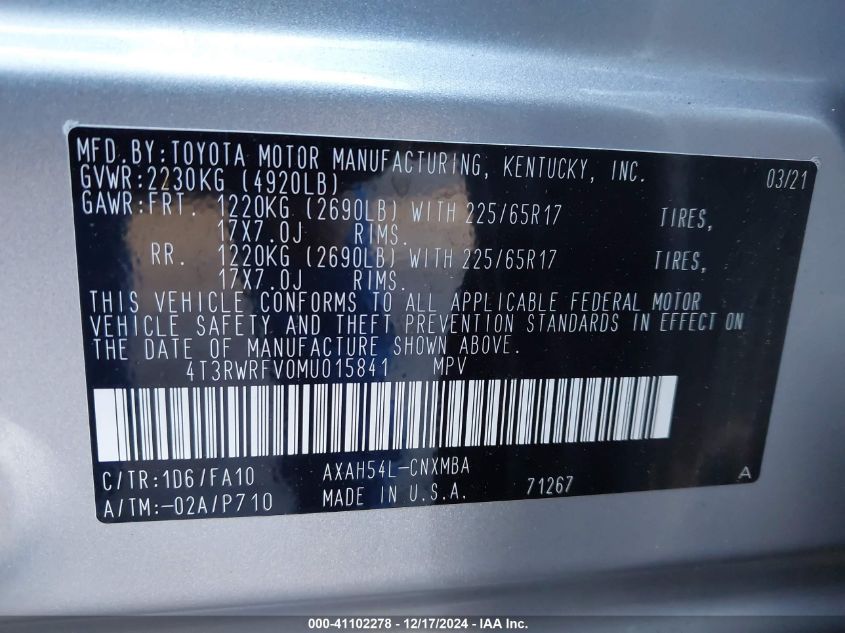 MFD.BY:TOYOTA MOTOR MANUFACTURING, KENTUCKY, INC. 03/21
GVWR:2230KG (4920LB)
GAWR:FRT. 1220KG (2690LB) WITH 225/65R17 TIRES,
17X7.0J RIMS.
RR. 1220KG (2690LB) WITH 225/65R17 TIRES,
17X7.0J RIMS.
THIS VEHICLE CONFORMS TO ALL APPLICABLE FEDERAL MOTOR
VEHICLE SAFETY AND THEFT PREVENTION STANDARDS IN EFFECT ON
THE DATE OF MANUFACTURE SHOWN ABOVE.
4T3RWRFV0MU015841 MPV
C/TR:1D6/FA10 AXAH54L-CNXMBA A
A/TM:-02A/P710 MADE IN U.S.A. 71267
000-41102278 - 12/17/2024 - IAA Inc.